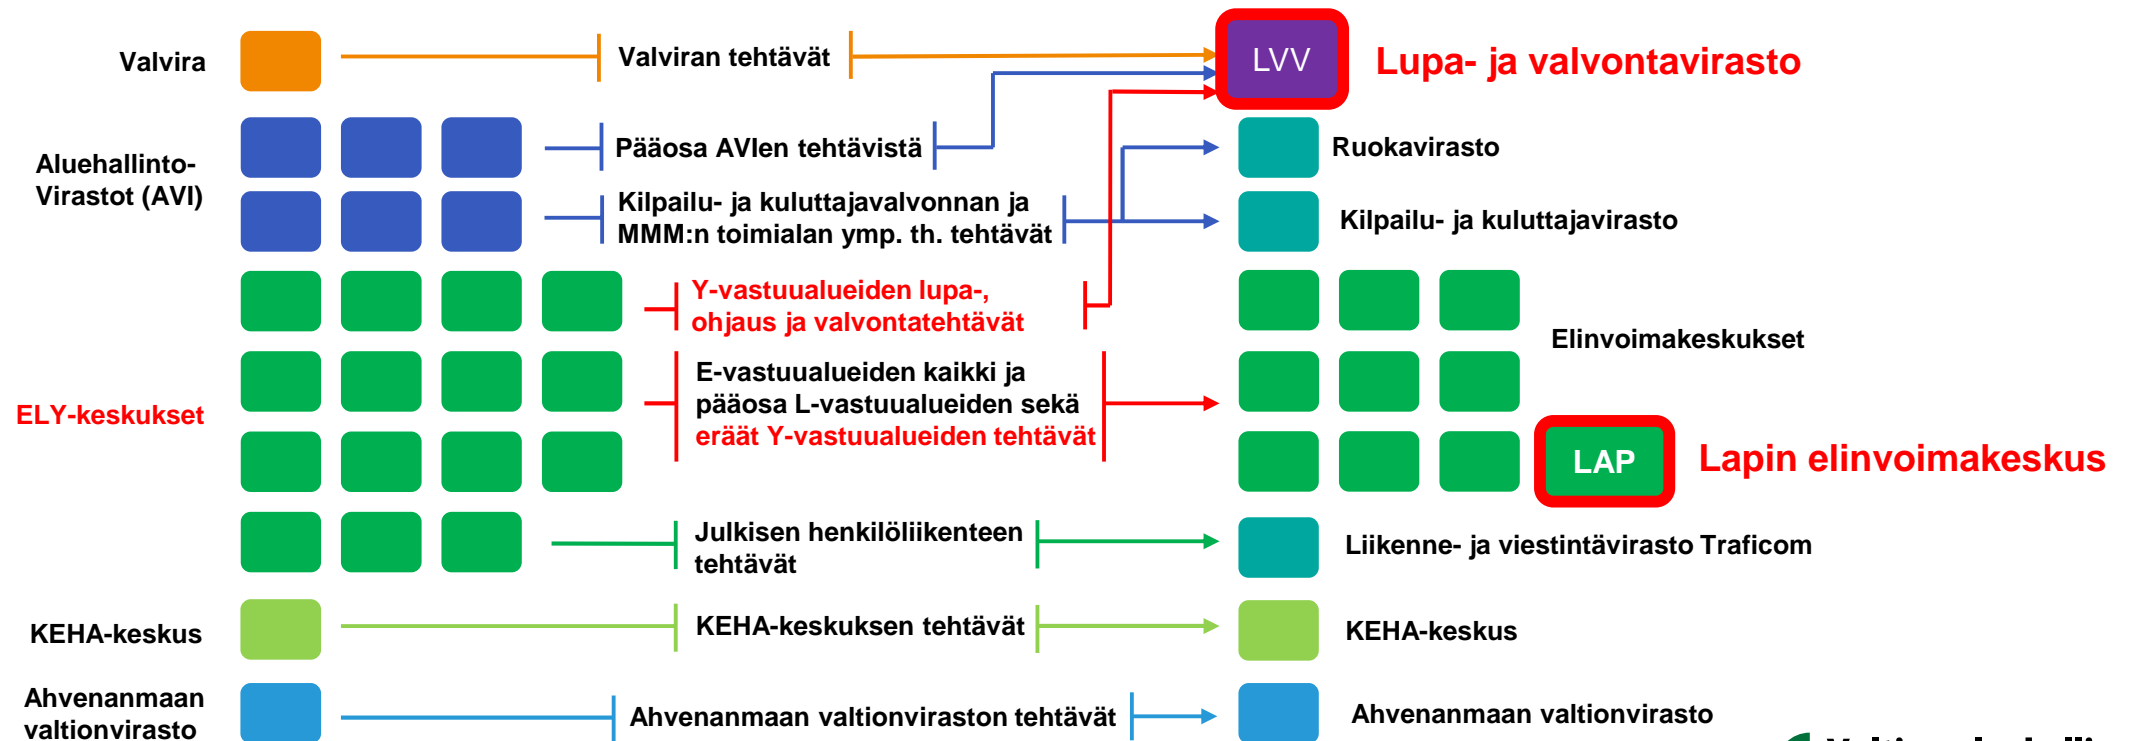 Valvira
Valviran tehtävät
LVV
Lupa- ja valvontavirasto
Aluehallinto-
Virastot (AVI)
Pääosa AVIen tehtävistä
Ruokavirasto
Kilpailu- ja kuluttajavalvonnan ja
MMM:n toimialan ymp. th. tehtävät
Kilpailu- ja kuluttajavirasto
ELY-keskukset
Y-vastuualueiden lupa-,
ohjaus ja valvontatehtävät
E-vastuualueiden kaikki ja
pääosa L-vastuualueiden sekä
eräät Y-vastuualueiden tehtävät
Elinvoimakeskukset
LAP
Lapin elinvoimakeskus
Julkisen henkilöliikenteen
tehtävät
Liikenne- ja viestintävirasto Traficom
KEHA-keskus
KEHA-keskuksen tehtävät
KEHA-keskus
Ahvenanmaan
valtionvirasto
Ahvenanmaan valtionviraston tehtävät
Ahvenanmaan valtionvirasto